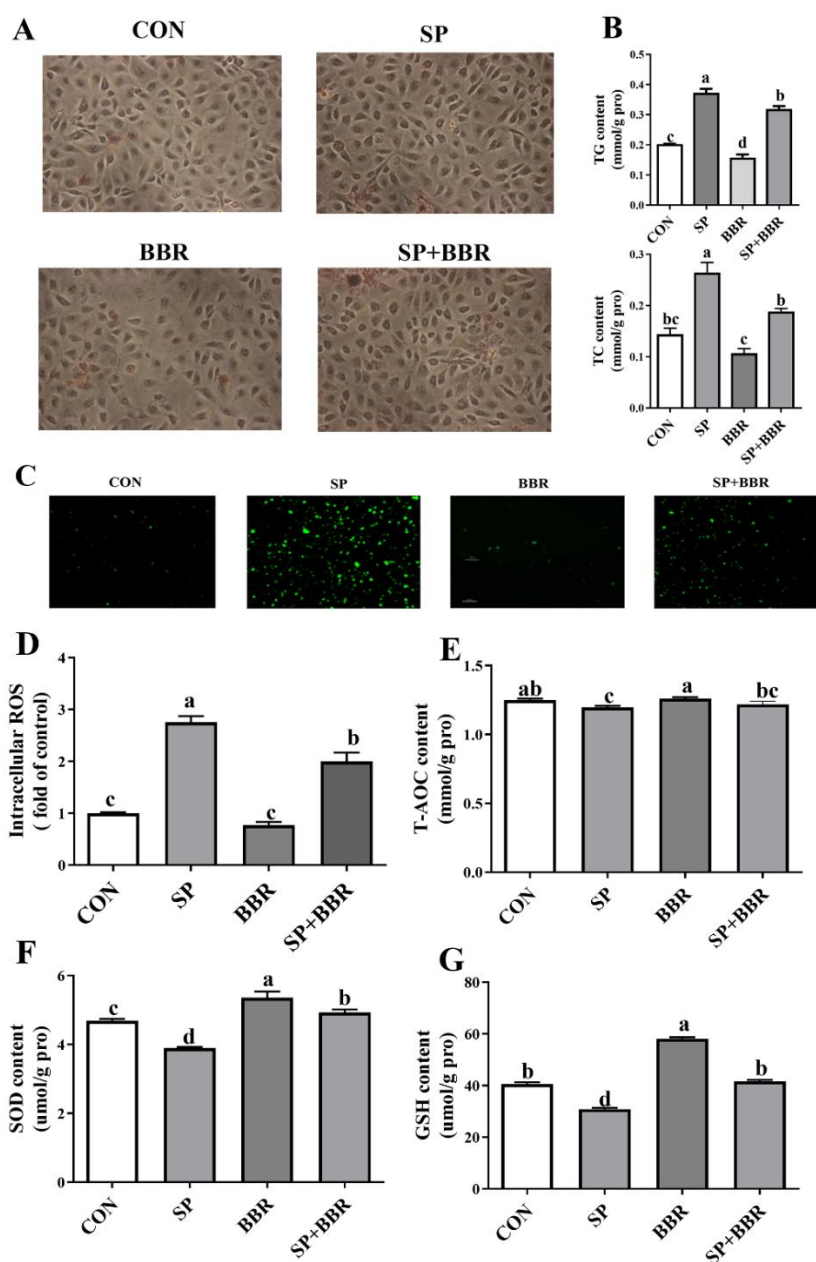 A
CON
SP
BBR
SP+BBR
B
TG content
(mmol/g pro)
0.4
0.3
0.2
0.1
0.0
c
a
d
b
CON
SP
BBR
SP+BBR
TC content
(mmol/g pro)
0.3
0.2
0.1
0.0
bc
a
c
b
CON
SP
BBR
SP+BBR
C
CON
SP
BBR
SP+BBR
D
Intracellular ROS
( fold of control)
4
3
2
1
0
c
a
c
b
CON
SP
BBR
SP+BBR
E
T-AOC content
(mmol/g pro)
1.5
1.2
0.5
0.0
ab
c
a
bc
CON
SP
BBR
SP+BBR
F
SOD content
(umol/g pro)
6
4
2
0
c
d
a
b
CON
SP
BBR
SP+BBR
G
GSH content
(umol/g pro)
80
60
40
20
0
b
d
a
b
CON
SP
BBR
SP+BBR